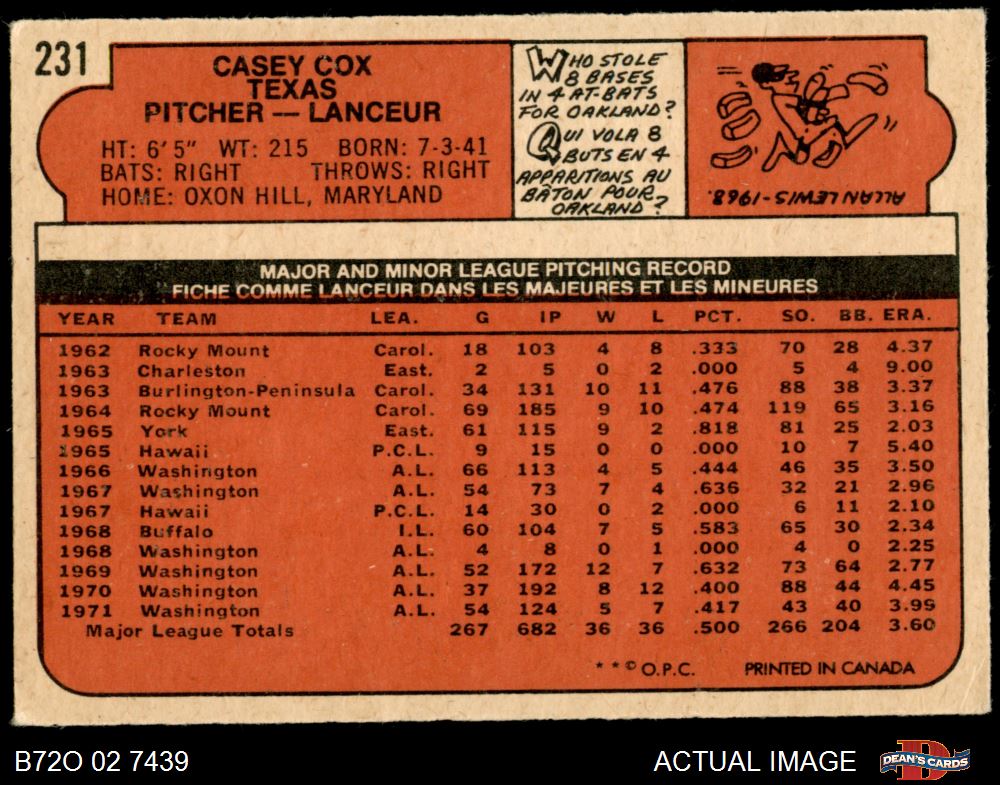 231
CASEY COX
TEXAS
PITCHER — LANCEUR
HT: 6'5" WT: 215 BORN: 7-3-41
BATS: RIGHT THROWS: RIGHT
HOME: OXON HILL, MARYLAND
WHO STOLE
8 BASES
IN 4 AT-BATS
FOR OAKLAND?
QUI VOLA 8
BUTS EN 4
APPARITIONS AU
BÂTON POUR
OAKLAND?
ALLAN LEWIS-1968.
MAJOR AND MINOR LEAGUE PITCHING RECORD
FICHE COMME LANCEUR DANS LES MAJEURES ET LES MINEURES
YEAR TEAM LEA. G IP W L PCT. SO. BB. ERA.
1962 Rocky Mount Carol. 18 103 4 8 .333 70 28 4.37
1963 Charleston East. 2 5 0 2 .000 5 4 9.00
1963 Burlington-Peninsula Carol. 34 131 10 11 .476 88 38 3.37
1964 Rocky Mount Carol. 69 185 9 10 .474 119 65 3.16
1965 York East. 61 115 9 2 .818 81 25 2.03
1965 Hawaii P.C.L. 9 15 0 0 .000 10 7 5.40
1966 Washington A.L. 66 113 4 5 .444 46 35 3.50
1967 Washington A.L. 54 73 7 4 .636 32 21 2.96
1967 Hawaii P.C.L. 14 30 0 2 .000 6 11 2.10
1968 Buffalo I.L. 60 104 7 5 .583 65 30 2.34
1968 Washington A.L. 4 8 0 1 .000 4 0 2.25
1969 Washington A.L. 52 172 12 7 .632 73 64 2.77
1970 Washington A.L. 37 192 8 12 .400 88 44 4.45
1971 Washington A.L. 54 124 5 7 .417 43 40 3.99
Major League Totals 267 682 36 36 .500 266 204 3.60
* * © O.P.C. PRINTED IN CANADA
B72O 02 7439 ACTUAL IMAGE
D DEAN'S CARDS